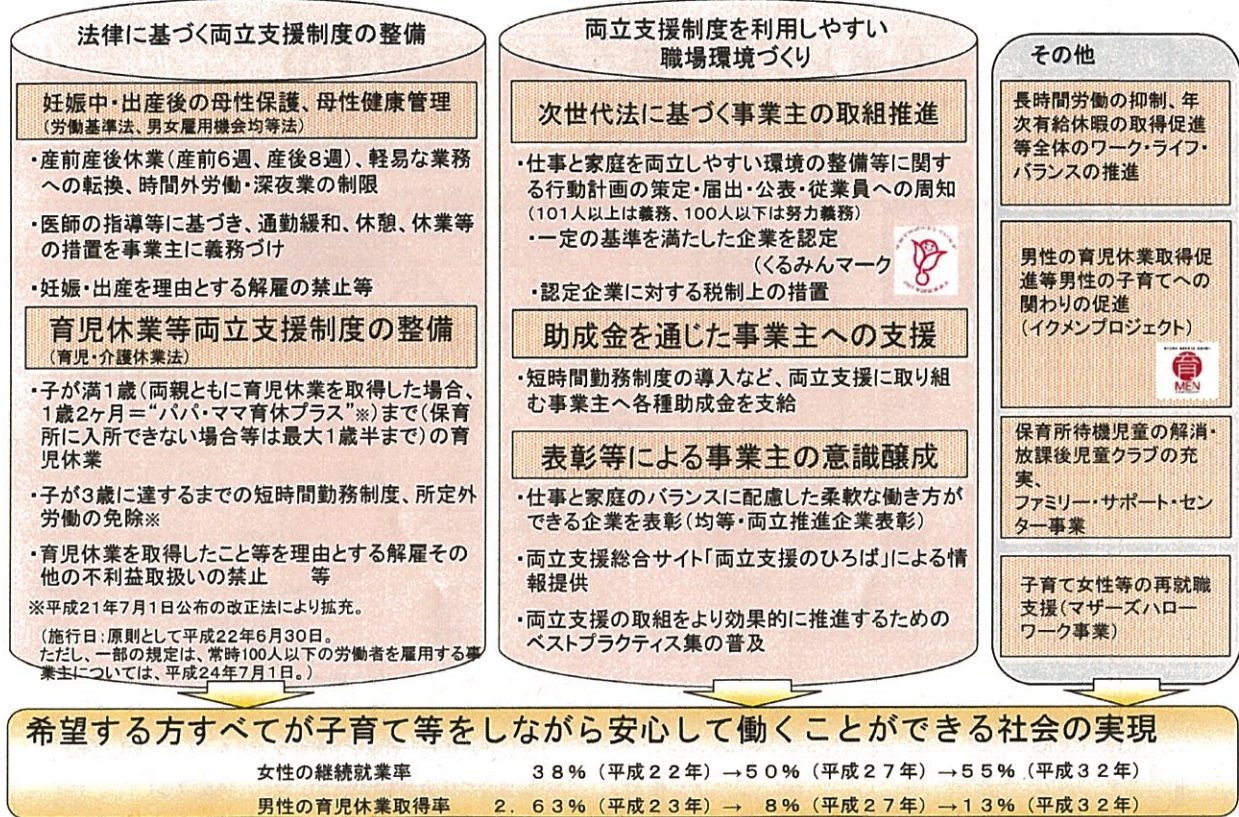 法律に基づく両立支援制度の整備
妊娠中・出産後の母性保護、母性健康管理
(労働基準法、男女雇用機会均等法)
・産前産後休業(産前6週、産後8週)、軽易な業務
への転換、時間外労働・深夜業の制限
・医師の指導等に基づき、通勤緩和、休憩、休業等
の措置を事業主に義務づけ
・妊娠・出産を理由とする解雇の禁止等
育児休業等両立支援制度の整備
(育児・介護休業法)
・子が満1歳(両親ともに育児休業を取得した場合、
1歳2ヶ月=“パパ・ママ育休プラス”※)まで(保育
所に入所できない場合等は最大1歳半まで)の育
児休業
・子が3歳に達するまでの短時間勤務制度、所定外
労働の免除※
・育児休業を取得したこと等を理由とする解雇その
他の不利益取扱いの禁止 等
※平成21年7月1日公布の改正法により拡充。
(施行日:原則として平成22年6月30日。
ただし、一部の規定は、常時100人以下の労働者を雇用する事
業主については、平成24年7月1日。)
両立支援制度を利用しやすい
職場環境づくり
次世代法に基づく事業主の取組推進
・仕事と家庭を両立しやすい環境の整備等に関す
る行動計画の策定・届出・公表・従業員への周知
(101人以上は義務、100人以下は努力義務)
・一定の基準を満たした企業を認定
(くるみんマーク
・認定企業に対する税制上の措置
助成金を通じた事業主への支援
・短時間勤務制度の導入など、両立支援に取り組
む事業主へ各種助成金を支給
表彰等による事業主の意識醸成
・仕事と家庭のバランスに配慮した柔軟な働き方が
できる企業を表彰(均等・両立推進企業表彰)
・両立支援総合サイト「両立支援のひろば」による情
報提供
・両立支援の取組をより効果的に推進するための
ベストプラクティス集の普及
その他
長時間労働の抑制、年
次有給休暇の取得促進
等全体のワーク・ライフ・
バランスの推進
男性の育児休業取得促
進等男性の子育てへの
関わりの促進
(イクメンプロジェクト)
育
MEN
保育所待機児童の解消・
放課後児童クラブの充
実、
ファミリー・サポート・セン
ター事業
子育て女性等の再就職
支援(マザーズハロー
ワーク事業)
希望する方すべてが子育て等をしながら安心して働くことができる社会の実現
女性の継続就業率 38%(平成22年)→50%(平成27年)→55%(平成32年)
男性の育児休業取得率 2.63%(平成23年)→ 8%(平成27年)→13%(平成32年)